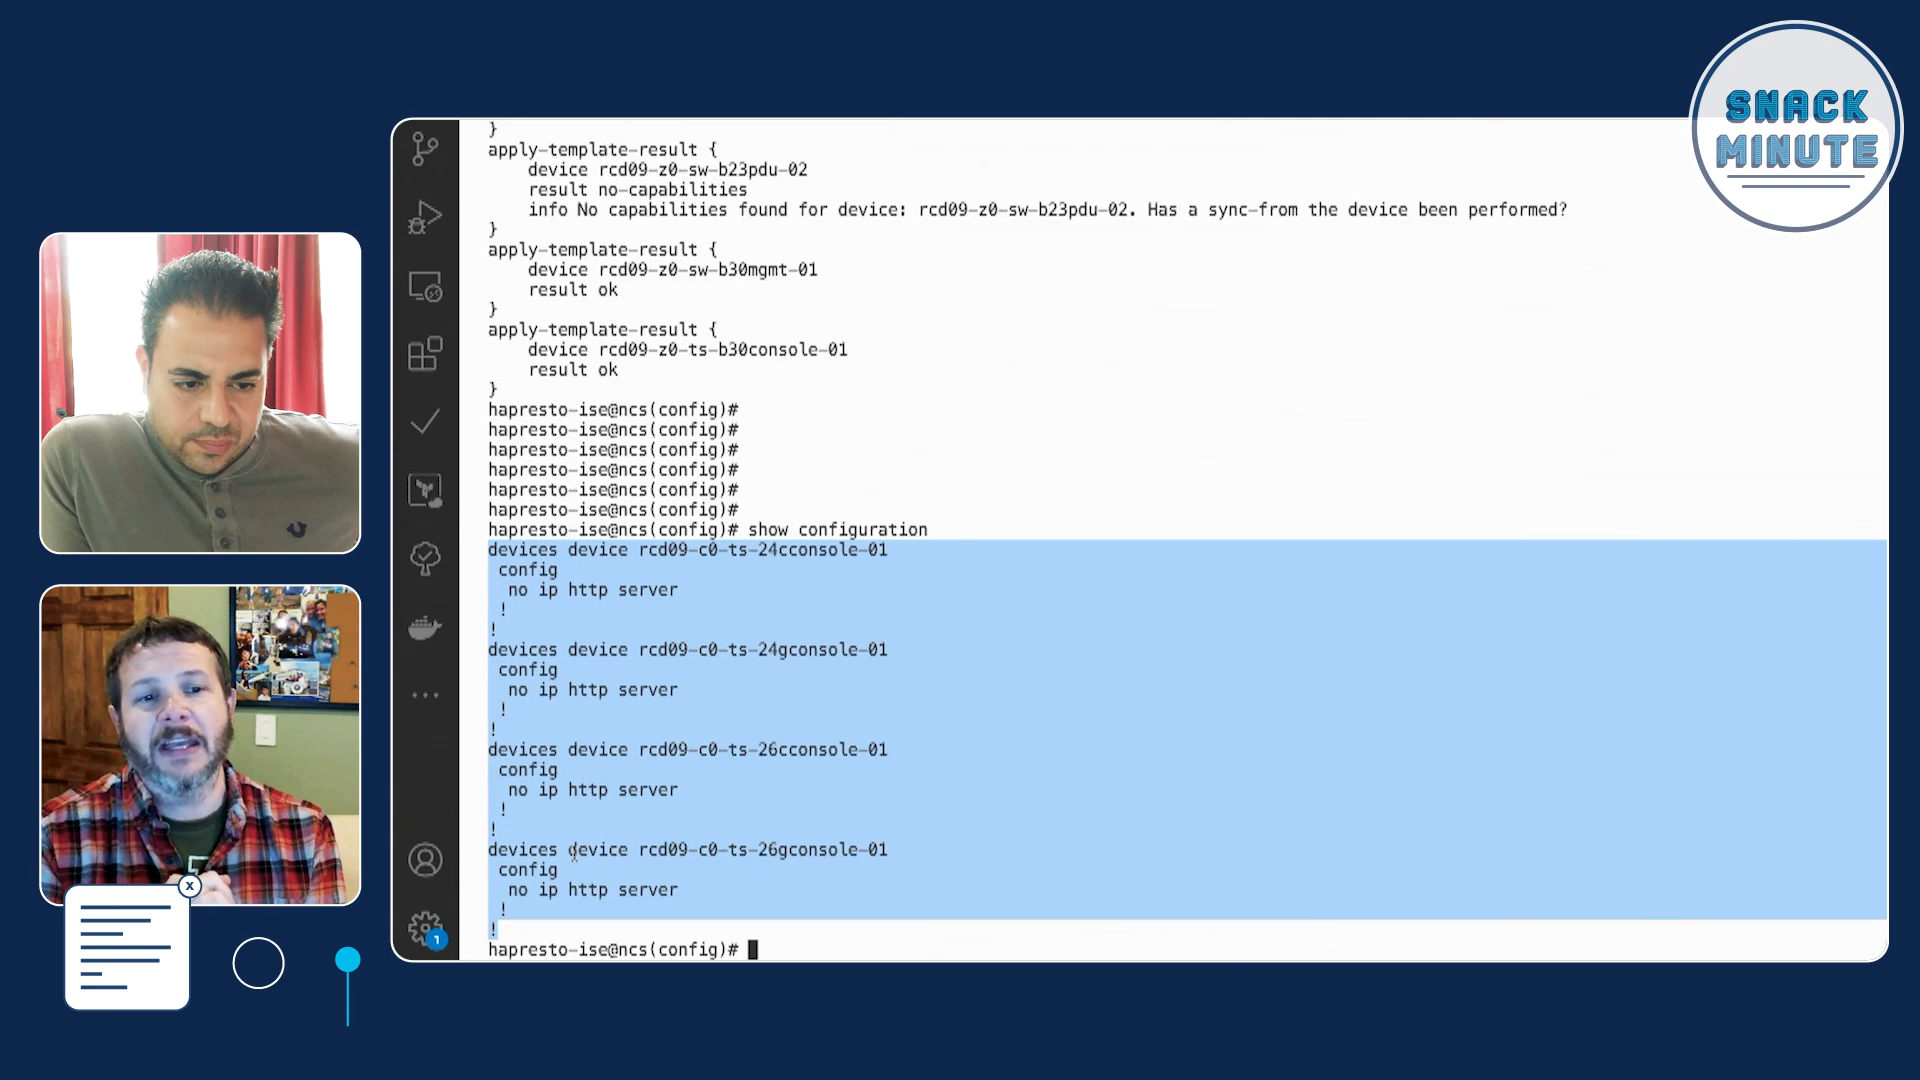 SNACK
MINUTE
}
apply-template-result {
    device rcd09-z0-sw-b23pdu-02
    result no-capabilities
    info No capabilities found for device: rcd09-z0-sw-b23pdu-02. Has a sync-from the device been performed?
}
apply-template-result {
    device rcd09-z0-sw-b30mgmt-01
    result ok
}
apply-template-result {
    device rcd09-z0-ts-b30console-01
    result ok
}
hapresto-ise@ncs(config)#
hapresto-ise@ncs(config)#
hapresto-ise@ncs(config)#
hapresto-ise@ncs(config)#
hapresto-ise@ncs(config)#
hapresto-ise@ncs(config)#
hapresto-ise@ncs(config)# show configuration
devices device rcd09-c0-ts-24cconsole-01
 config
  no ip http server
 !
!
devices device rcd09-c0-ts-24gconsole-01
 config
  no ip http server
 !
!
devices device rcd09-c0-ts-26cconsole-01
 config
  no ip http server
 !
!
devices device rcd09-c0-ts-26gconsole-01
 config
  no ip http server
 !
!
hapresto-ise@ncs(config)#
1
x